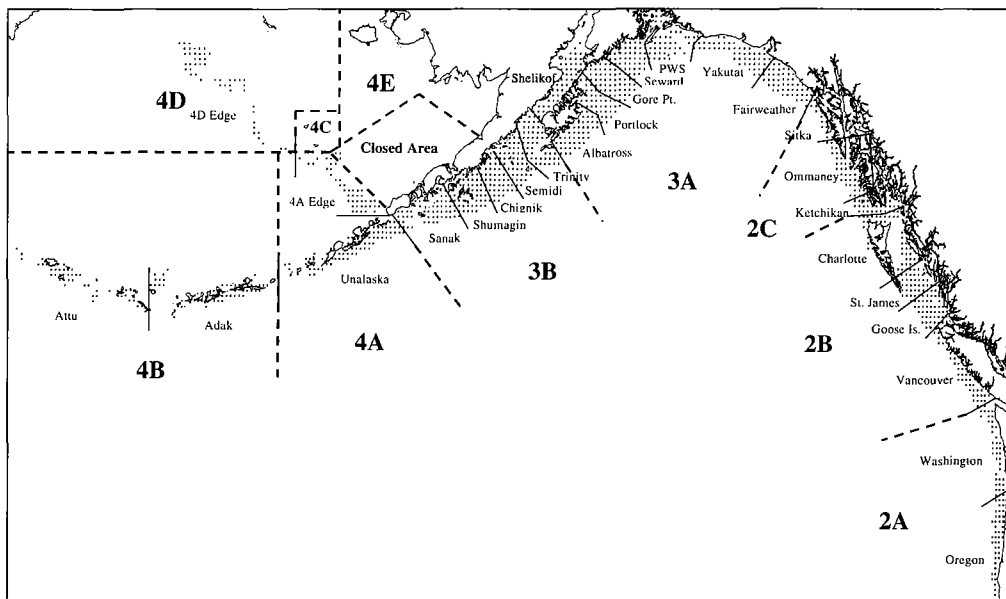 4D
4D Edge
4E
4C
Closed Area
4A Edge
Shelikof
Seward
PWS
Yakutat
Fairweather
Gore Pt.
Portlock
Albatross
Trinity
Semidi
Chignik
Shumagin
Sanak
Unalaska
Attu
Adak
4B
4A
3B
3A
2C
Sitka
Ommaney
Ketchikan
Charlotte
St. James
Goose Is.
2B
Vancouver
Washington
2A
Oregon